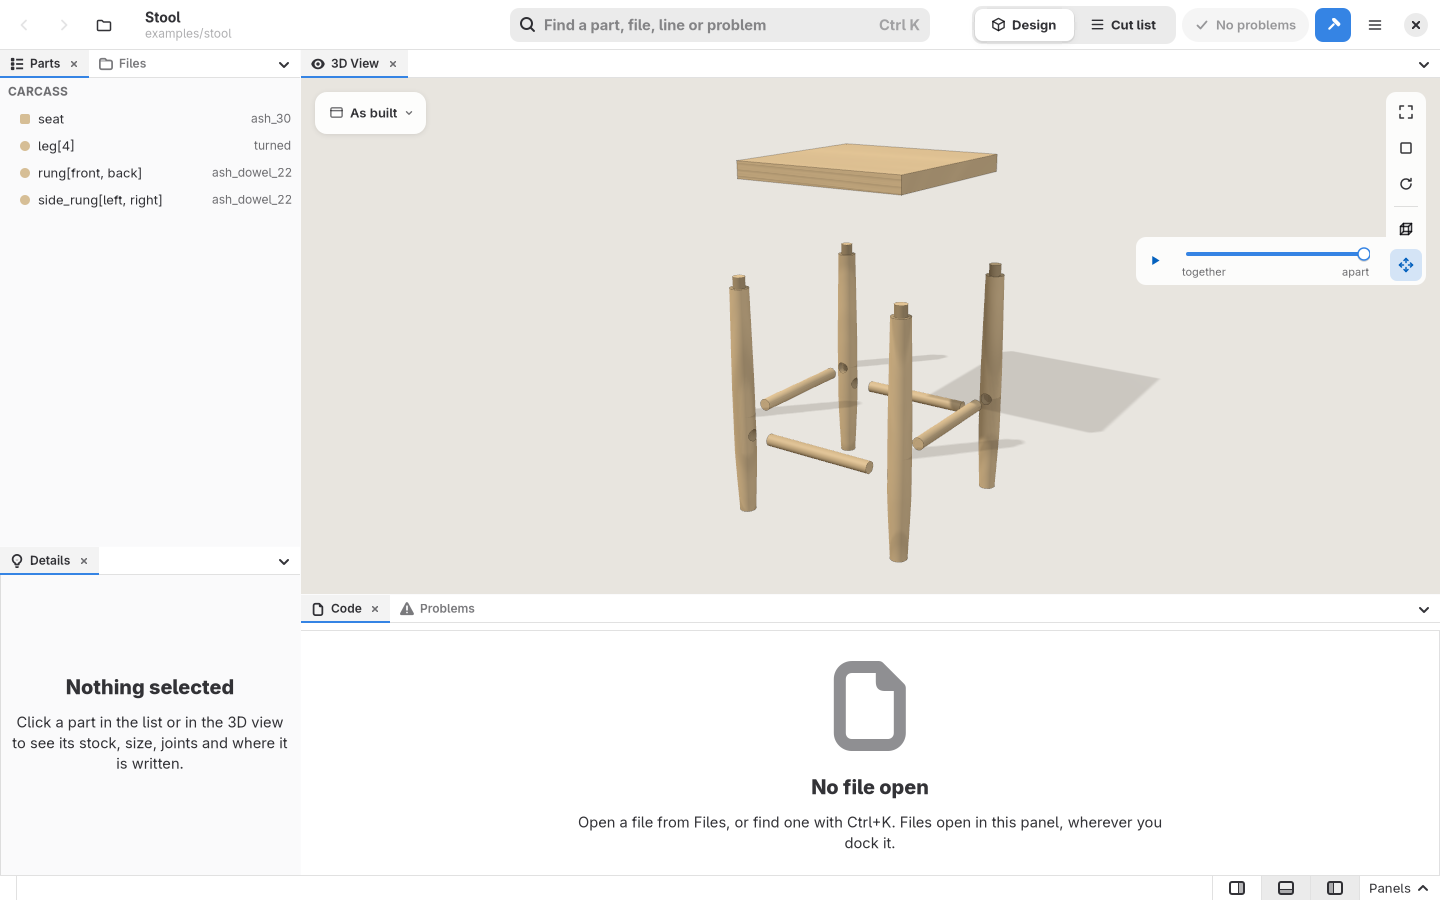 Stool
examples/stool
Find a part, file, line or problem
Ctrl K
Design
Cut list
No problems
Parts
Files
3D View
CARCASS
seat
ash_30
leg[4]
turned
rung[front, back]
ash_dowel_22
side_rung[left, right]
ash_dowel_22
As built
together
apart
Details
Nothing selected
Click a part in the list or in the 3D view
to see its stock, size, joints and where it
is written.
Code
Problems
No file open
Open a file from Files, or find one with Ctrl+K. Files open in this panel, wherever you
dock it.
Panels